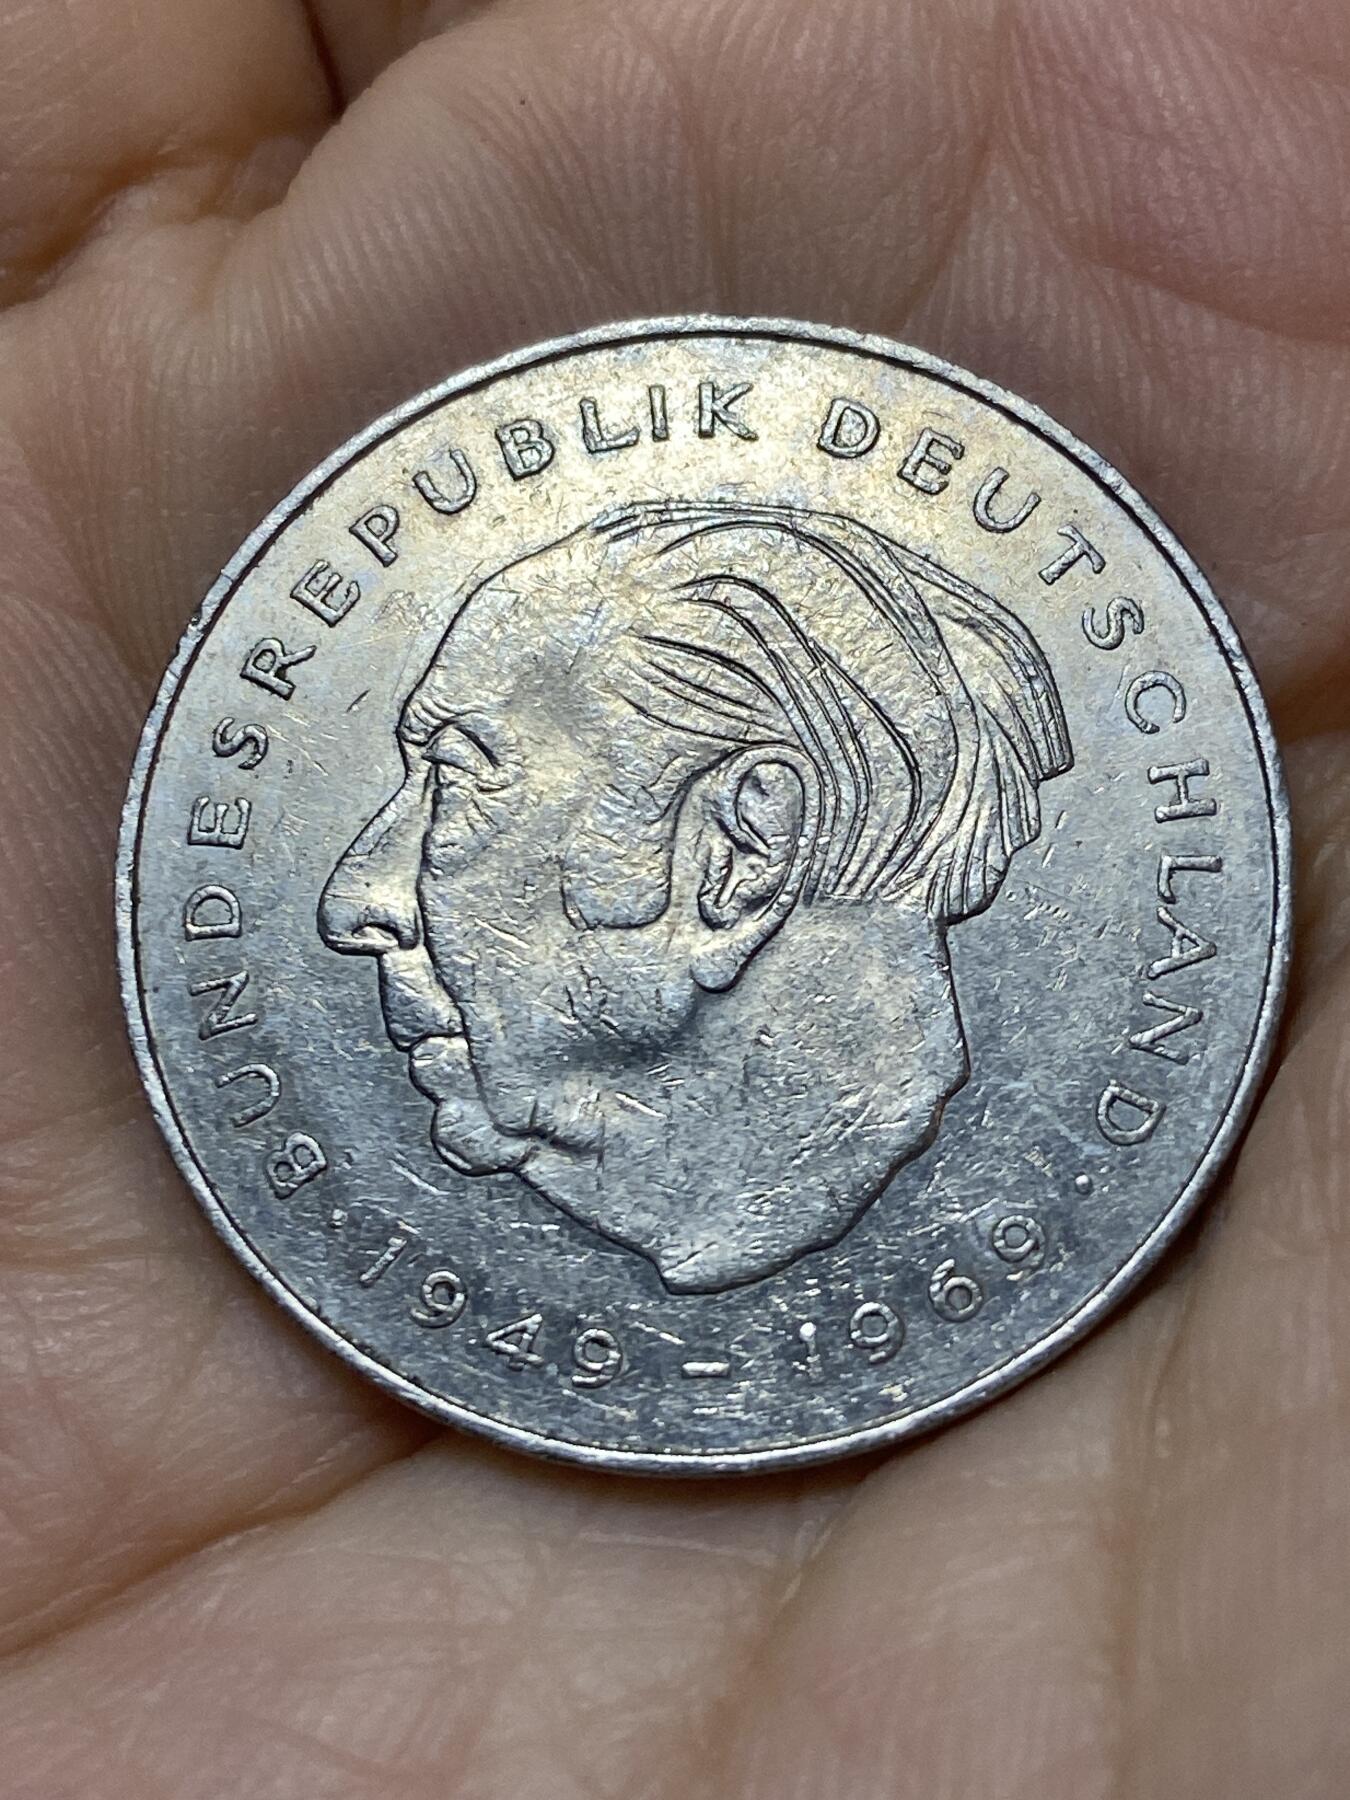 BUNDESREPUBLIK DEUTSCHLAND
· 1949 – 1969 ·